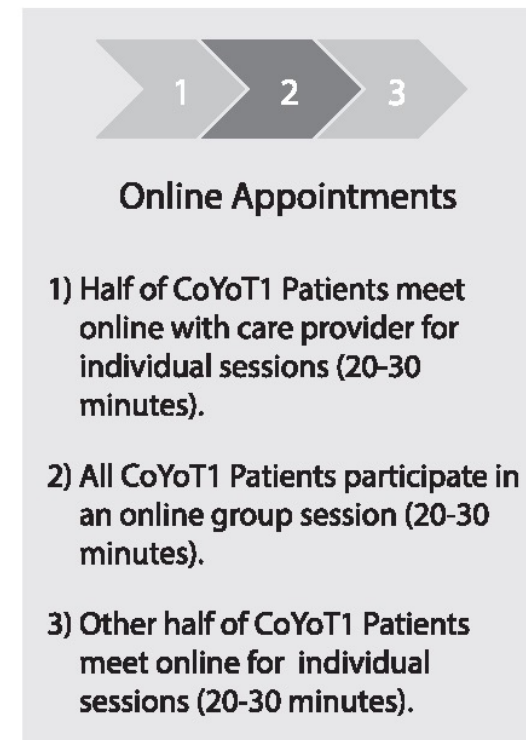 1 2 3
Online Appointments
1) Half of CoYoT1 Patients meet
online with care provider for
individual sessions (20-30
minutes).
2) All CoYoT1 Patients participate in
an online group session (20-30
minutes).
3) Other half of CoYoT1 Patients
meet online for individual
sessions (20-30 minutes).